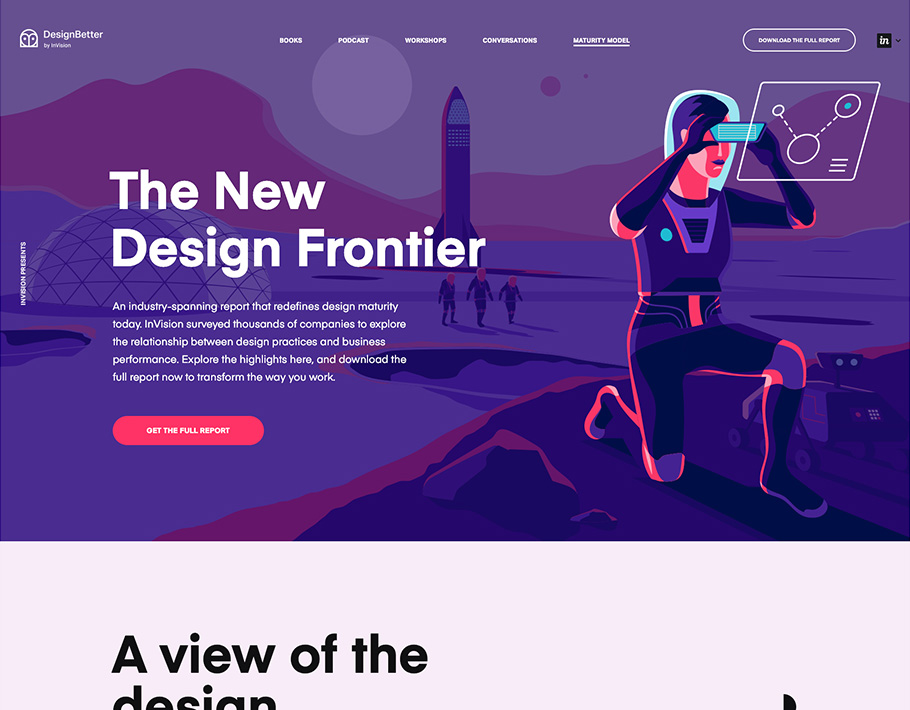 DesignBetter
by InVision
BOOKS
PODCAST
WORKSHOPS
CONVERSATIONS
MATURITY MODEL
DOWNLOAD THE FULL REPORT
in
INVISION PRESENTS
The New
Design Frontier
An industry-spanning report that redefines design maturity
today. InVision surveyed thousands of companies to explore
the relationship between design practices and business
performance. Explore the highlights here, and download the
full report now to transform the way you work.
GET THE FULL REPORT
A view of the
design